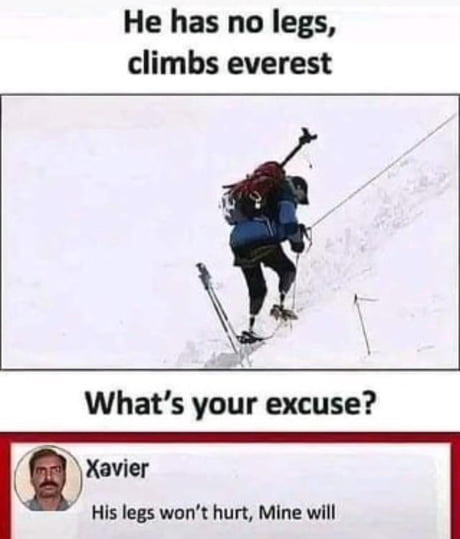 He has no legs,
climbs everest
What's your excuse?
Xavier
His legs won't hurt, Mine will